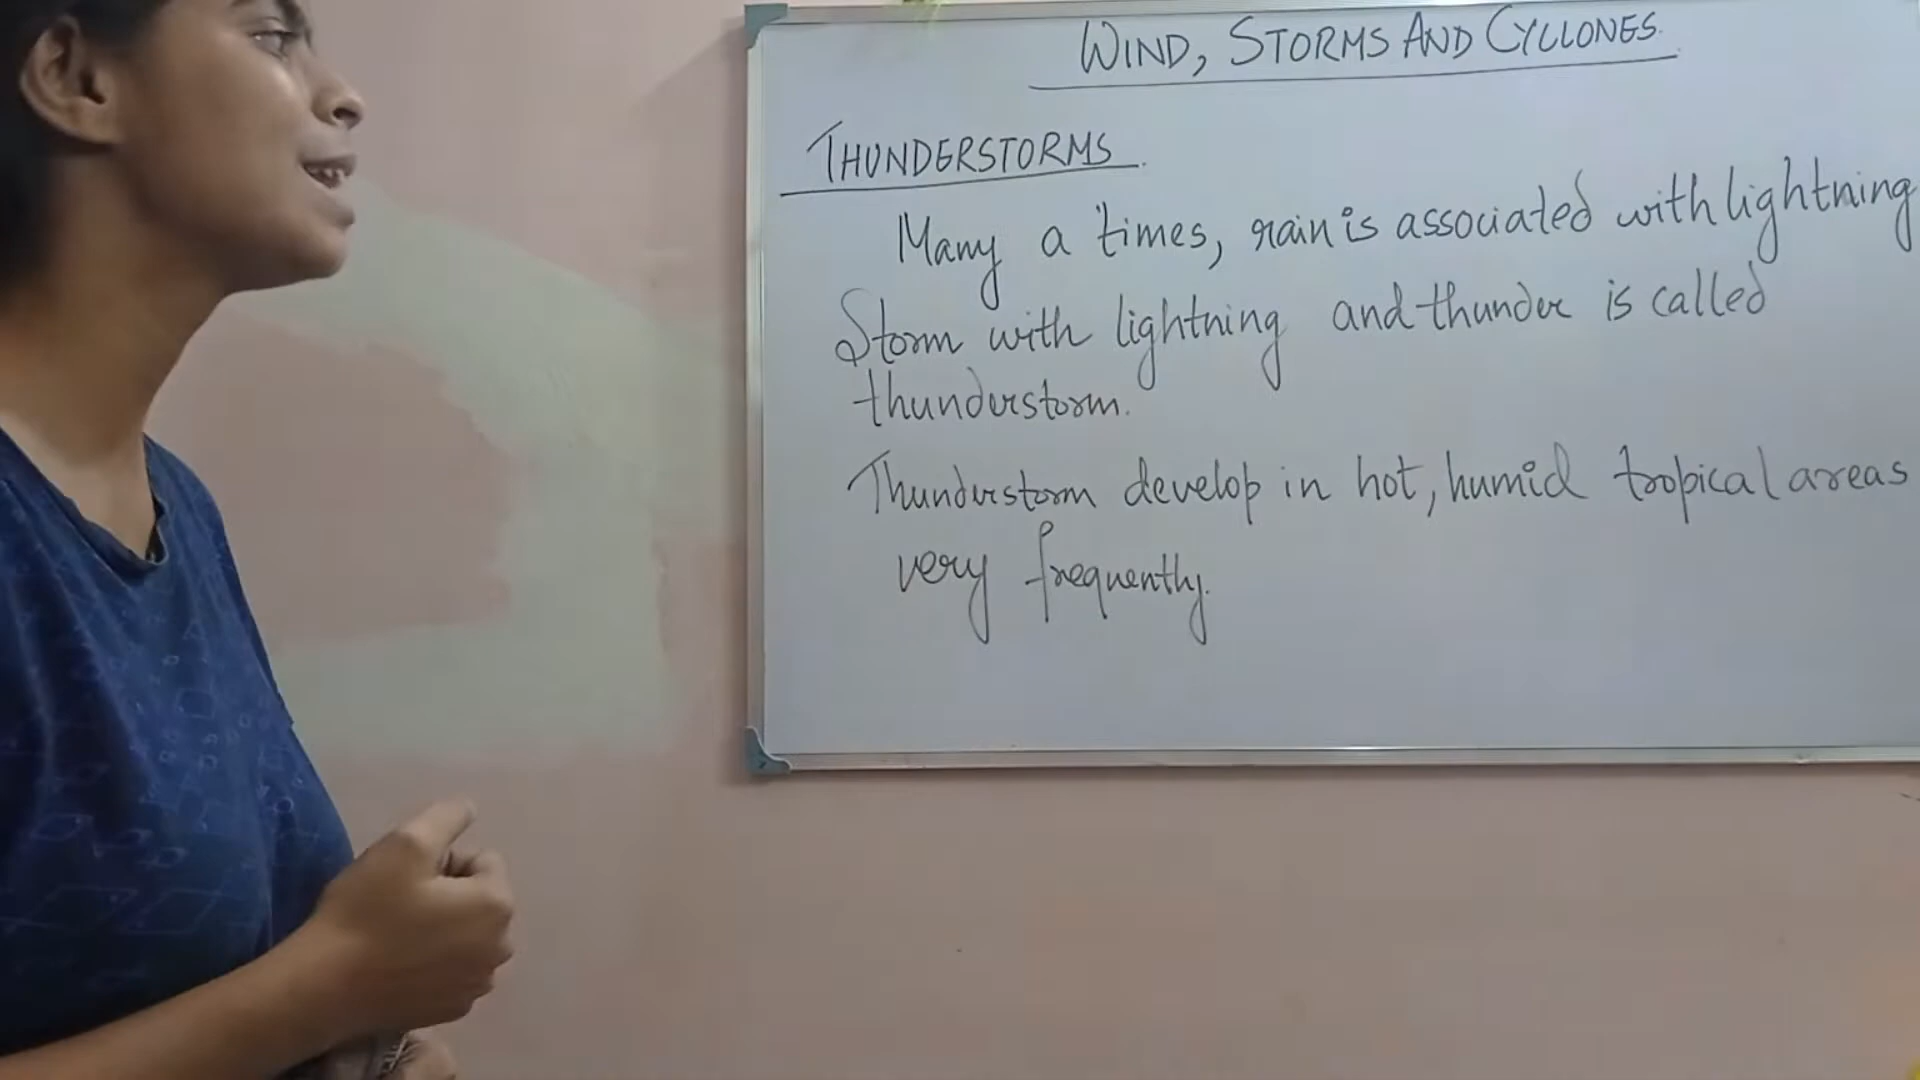 WIND, STORMS AND CYCLONES.
THUNDERSTORMS.
Many a times, rain is associated with lightning
Storm with lightning and thunder is called
thunderstorm.
Thunderstorm develop in hot, humid tropical areas
very frequently.